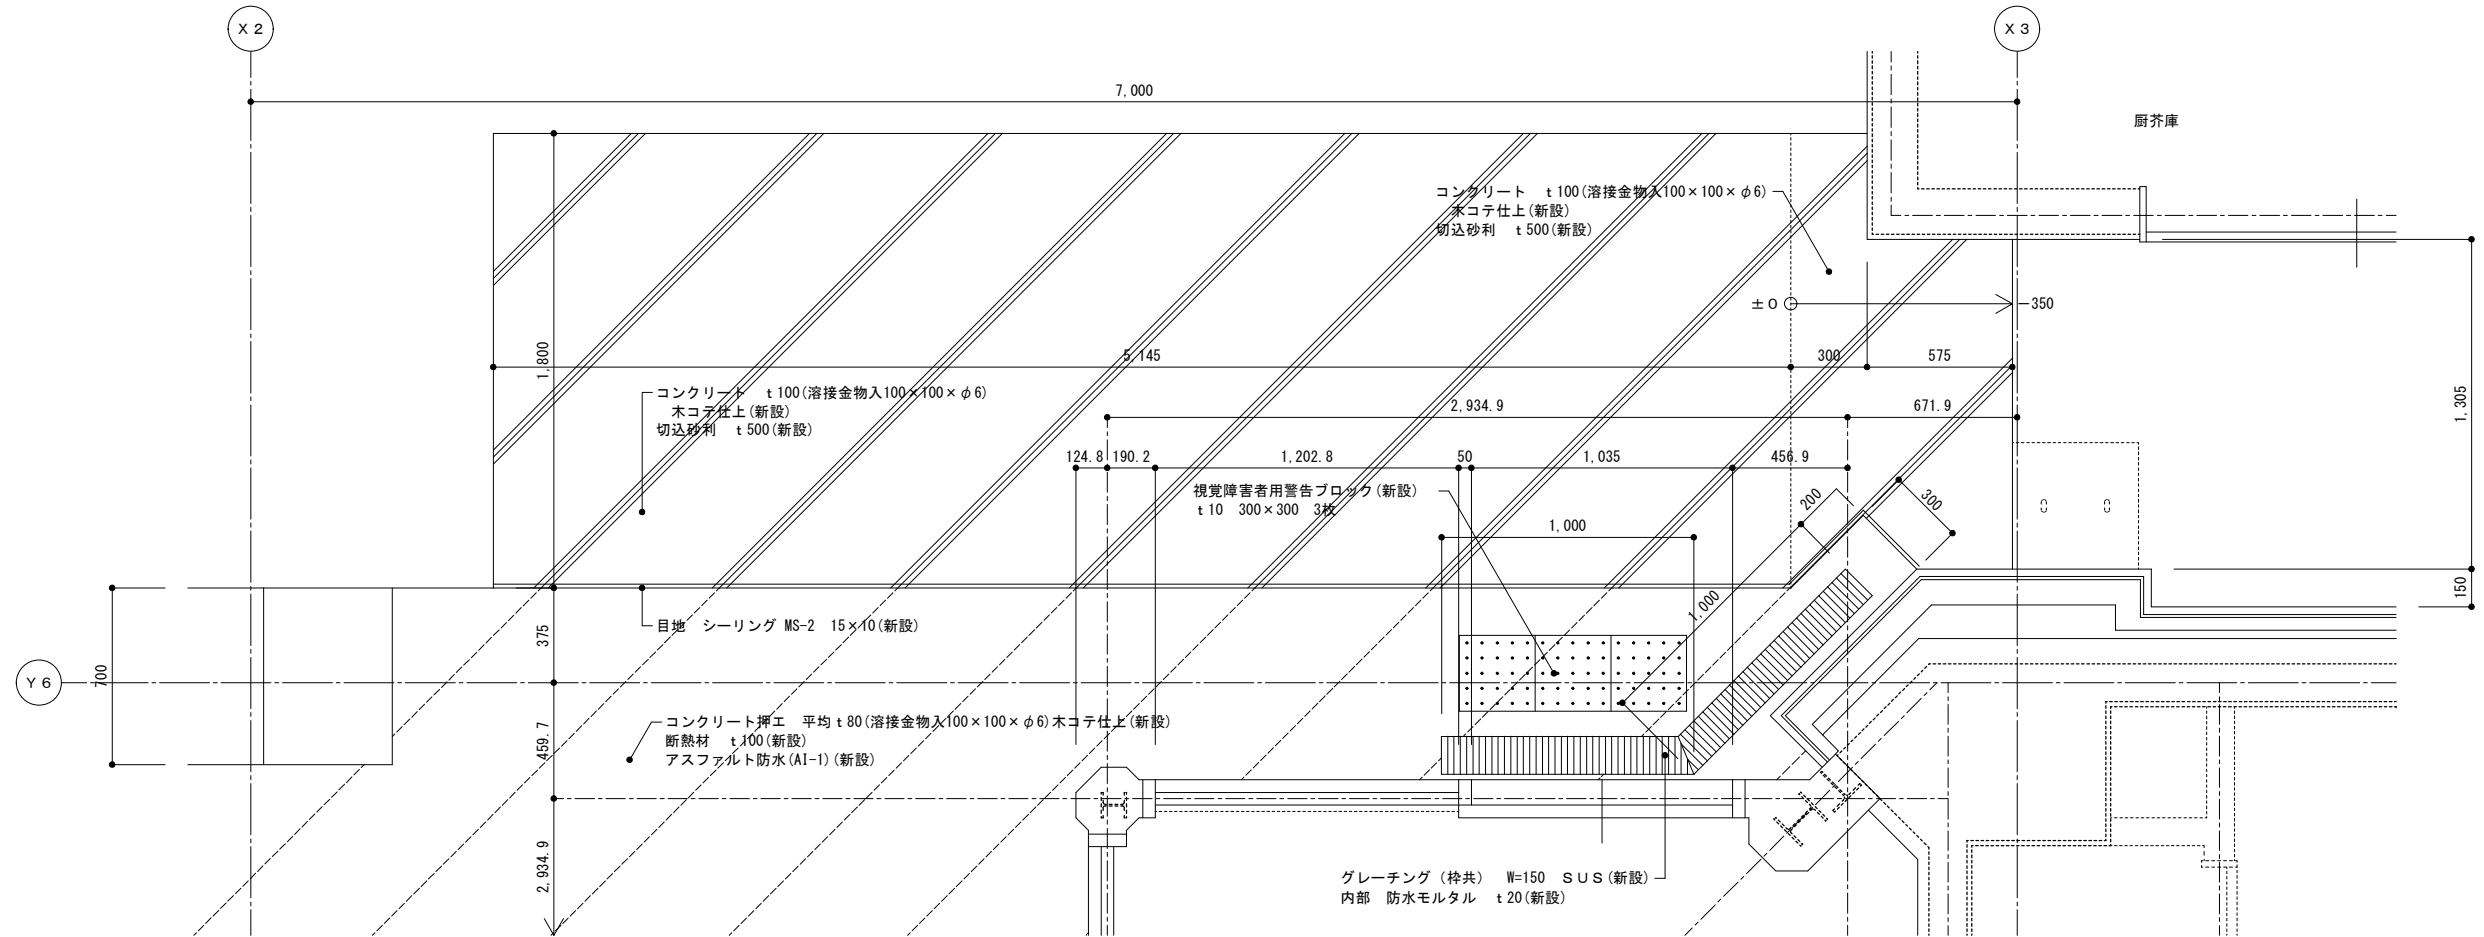 X2
X3
7,000
厨芥庫
コンクリート t100(溶接金物入100×100×φ6)
木コテ仕上(新設)
切込砂利 t500(新設)
±0
-350
1,800
5,145
300
575
コンクリート t100(溶接金物入100×100×φ6)
木コテ仕上(新設)
切込砂利 t500(新設)
2,934.9
671.9
1,305
124.8
190.2
1,202.8
50
1,035
456.9
視覚障害者用警告ブロック(新設)
t10 300×300 3枚
200
300
1,000
1,000
150
目地 シーリング MS-2 15×10(新設)
375
700
Y6
コンクリート押エ 平均t80(溶接金物入100×100×φ6)木コテ仕上(新設)
断熱材 t100(新設)
アスファルト防水(AI-1)(新設)
459.7
2,934.9
グレーチング(枠共) W=150 SUS(新設)
内部 防水モルタル t20(新設)